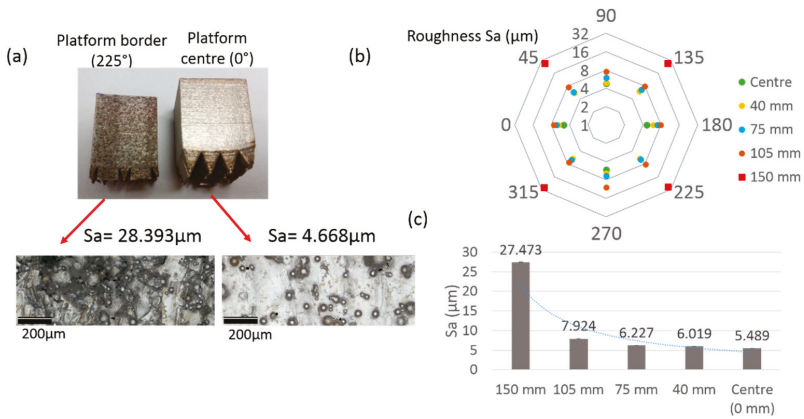 (a)
Platform border
(225°)
Platform
centre (0°)
Sa= 28.393µm
Sa= 4.668µm
200µm
200µm
(b)
Roughness Sa (µm)
90
135
180
225
270
315
0
45
32
16
8
4
2
1
Centre
40 mm
75 mm
105 mm
150 mm
(c)
Sa (µm)
30
25
20
15
10
5
0
27.473
7.924
6.227
6.019
5.489
150 mm
105 mm
75 mm
40 mm
Centre
(0 mm)